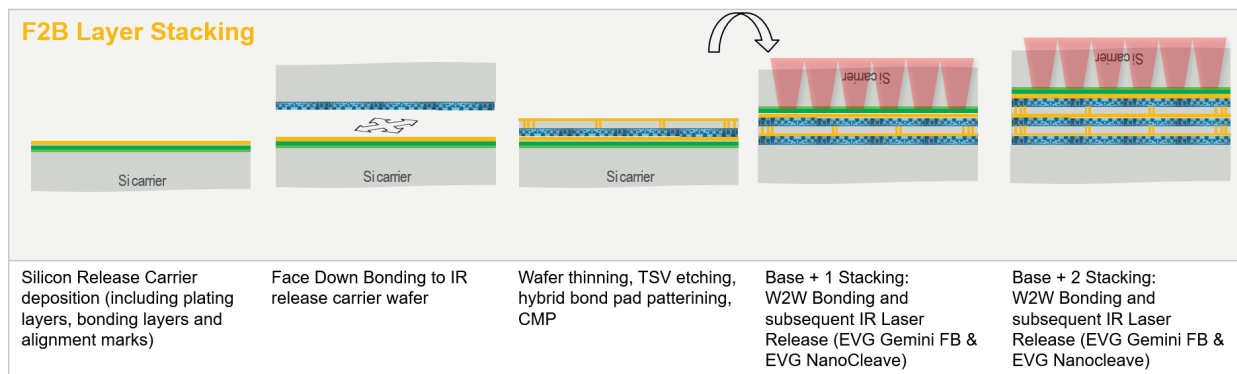 F2B Layer Stacking
Si carrier
Si carrier
Si carrier
Si carrier
Si carrier
Silicon Release Carrier
deposition (including plating
layers, bonding layers and
alignment marks)
Face Down Bonding to IR
release carrier wafer
Wafer thinning, TSV etching,
hybrid bond pad patterining,
CMP
Base + 1 Stacking:
W2W Bonding and
subsequent IR Laser
Release (EVG Gemini FB &
EVG NanoCleave)
Base + 2 Stacking:
W2W Bonding and
subsequent IR Laser
Release (EVG Gemini FB &
EVG Nanocleave)